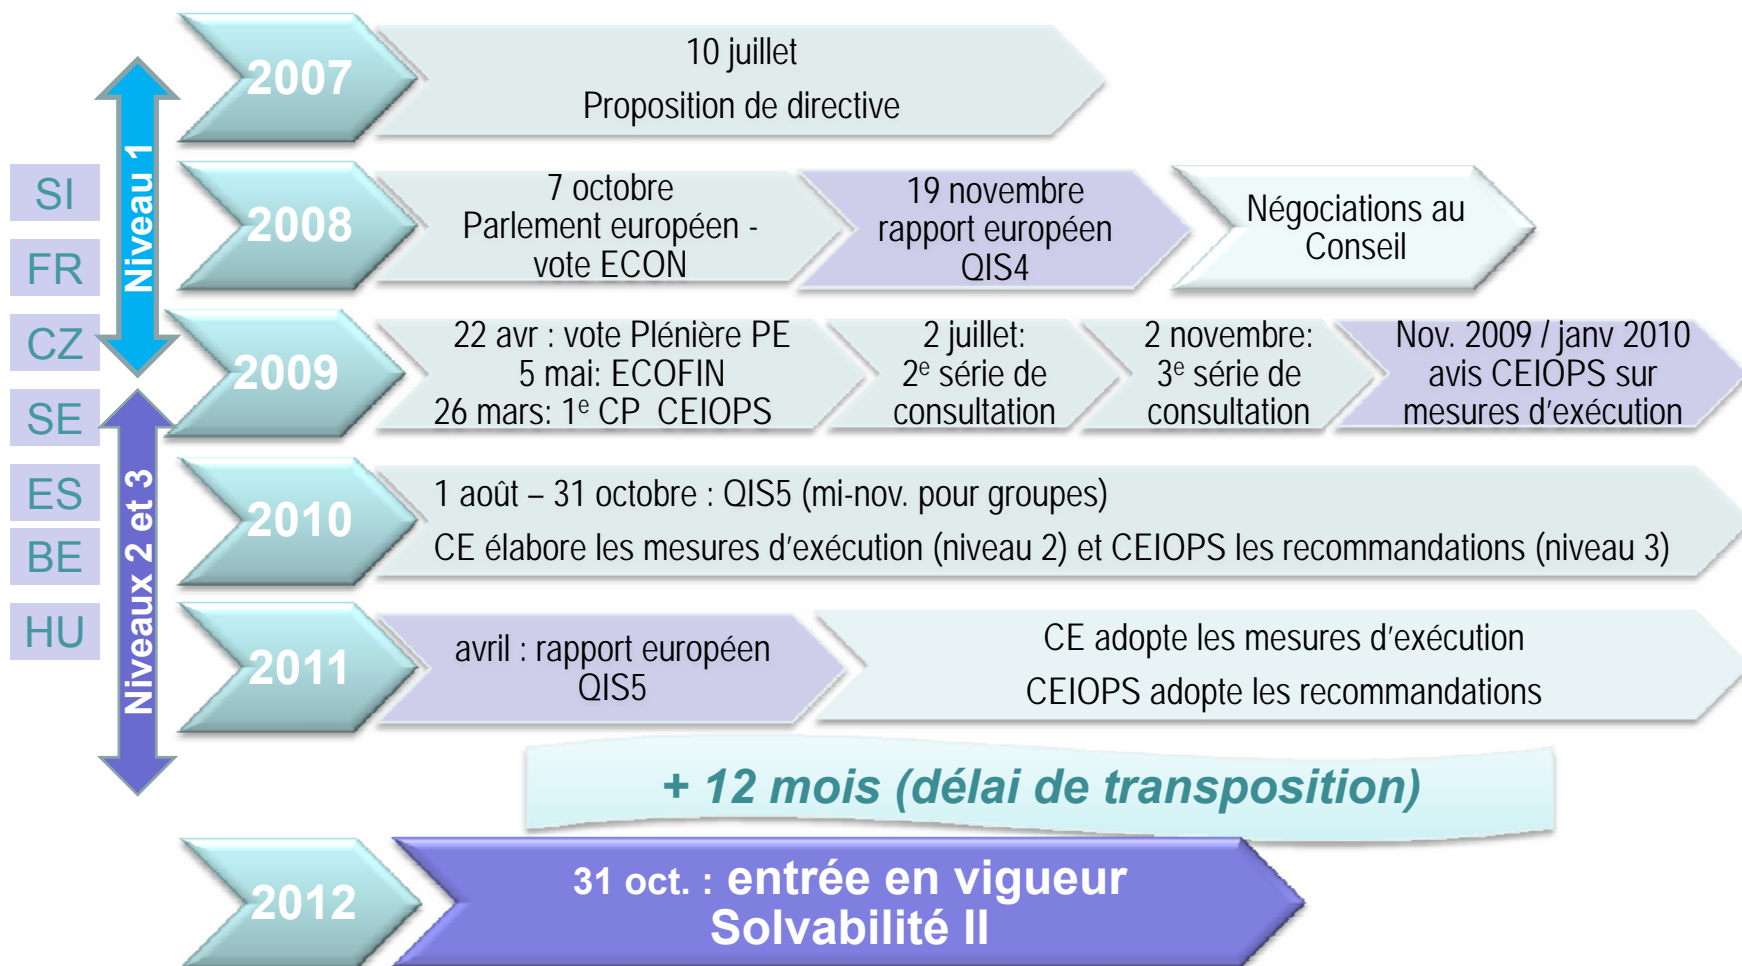 2007
10 juillet
Proposition de directive
Niveau 1
SI
FR
CZ
SE
ES
BE
HU
Niveaux 2 et 3
2008
7 octobre
Parlement européen -
vote ECON
19 novembre
rapport européen
QIS4
Négociations au
Conseil
2009
22 avr : vote Plénière PE
5 mai: ECOFIN
26 mars: 1e CP CEIOPS
2 juillet:
2e série de
consultation
2 novembre:
3e série de
consultation
Nov. 2009 / janv 2010
avis CEIOPS sur
mesures d'exécution
2010
1 août – 31 octobre : QIS5 (mi-nov. pour groupes)
CE élabore les mesures d'exécution (niveau 2) et CEIOPS les recommandations (niveau 3)
2011
avril : rapport européen
QIS5
CE adopte les mesures d'exécution
CEIOPS adopte les recommandations
+ 12 mois (délai de transposition)
2012
31 oct. : entrée en vigueur
Solvabilité II